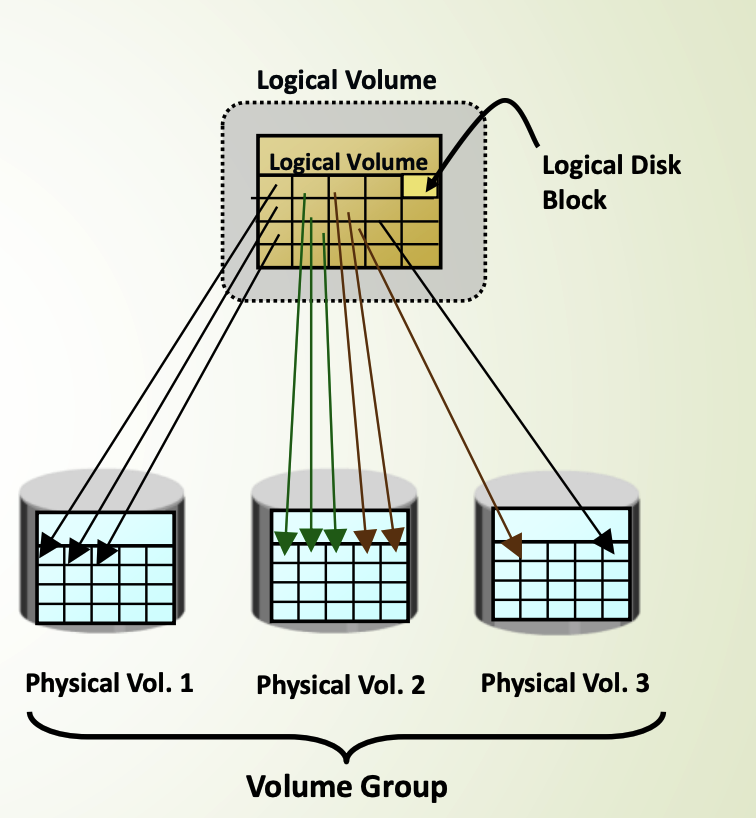 Logical Volume
Logical Volume
Logical Disk
Block
Physical Vol. 1
Physical Vol. 2
Physical Vol. 3
Volume Group